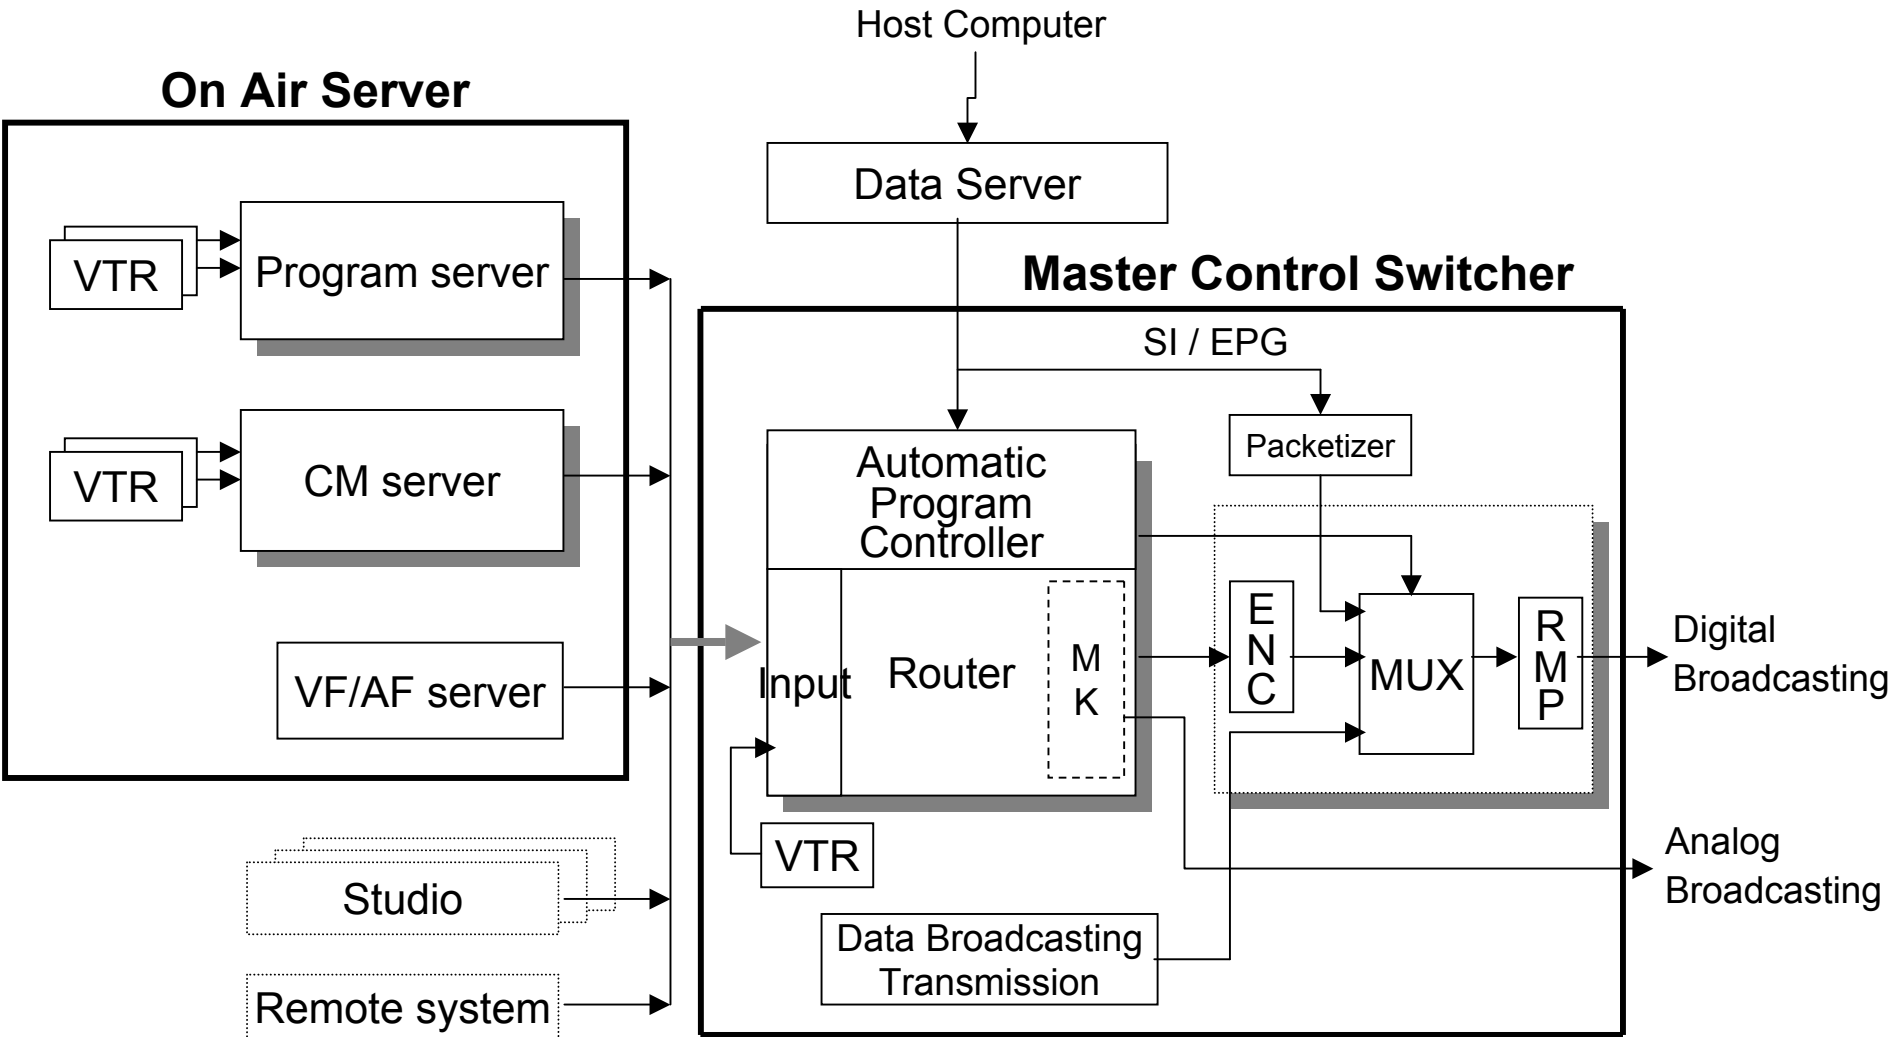 Host Computer
On Air Server
Data Server
VTR
Program server
Master Control Switcher
SI / EPG
VTR
CM server
Automatic
Program
Controller
Packetizer
VF/AF server
Input
Router
M
K
E
N
C
MUX
R
M
P
Digital
Broadcasting
VTR
Analog
Broadcasting
Studio
Data Broadcasting
Transmission
Remote system